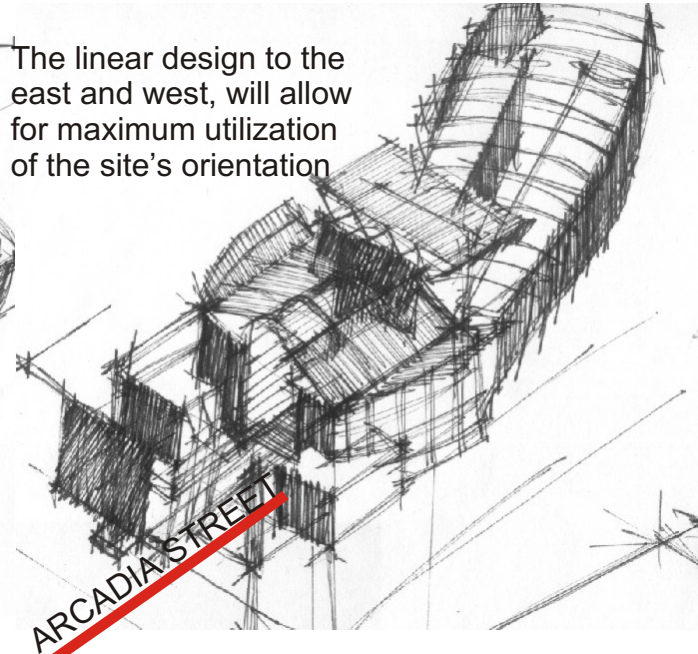 The linear design to the
east and west, will allow
for maximum utilization
of the site's orientation
ARCADIA STREET